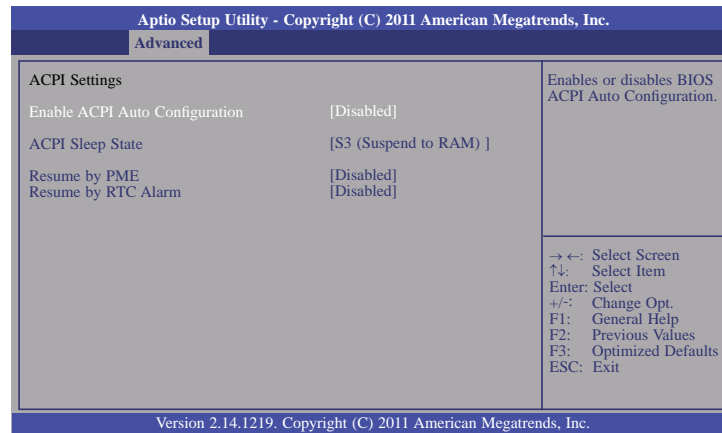 Aptio Setup Utility - Copyright (C) 2011 American Megatrends, Inc.
Advanced
ACPI Settings
Enable ACPI Auto Configuration [Disabled]
ACPI Sleep State [S3 (Suspend to RAM) ]
Resume by PME [Disabled]
Resume by RTC Alarm [Disabled]
Enables or disables BIOS
ACPI Auto Configuration.
→ ←: Select Screen
↑↓: Select Item
Enter: Select
+/-: Change Opt.
F1: General Help
F2: Previous Values
F3: Optimized Defaults
ESC: Exit
Version 2.14.1219. Copyright (C) 2011 American Megatrends, Inc.